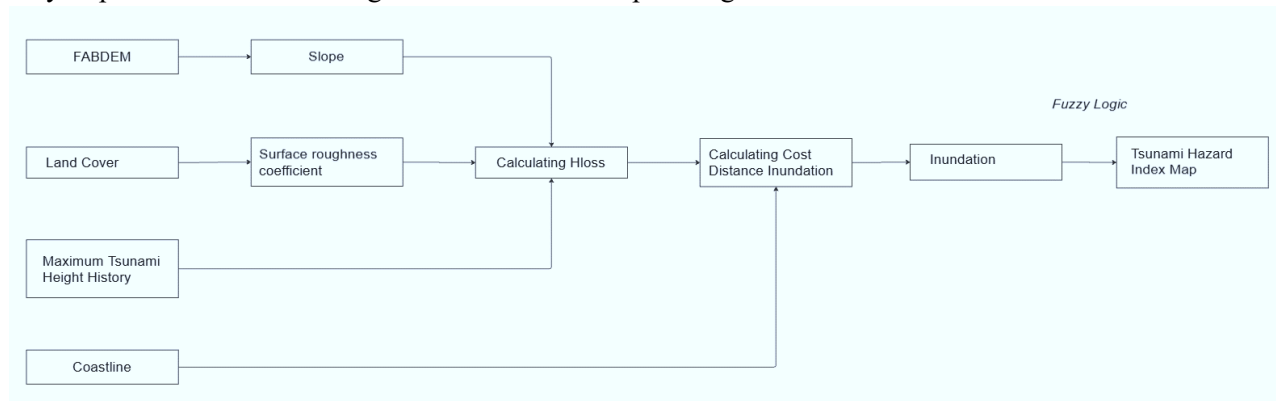 FABDEM
Slope
Fuzzy Logic
Land Cover
Surface roughness
coefficient
Calculating Hloss
Calculating Cost
Distance Inundation
Inundation
Tsunami Hazard
Index Map
Maximum Tsunami
Height History
Coastline